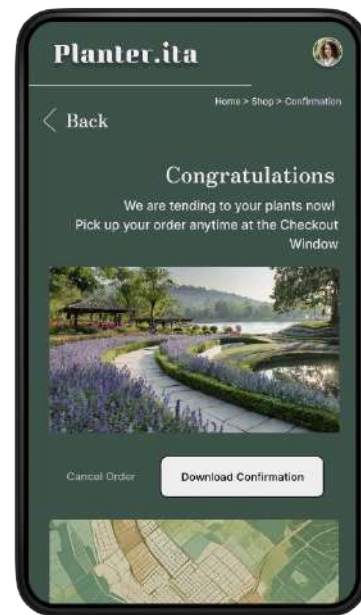 Planter.ita
Home > Shop > Confirmation
Back
Congratulations
We are tending to your plants now!
Pick up your order anytime at the Checkout
Window
Cancel Order
Download Confirmation